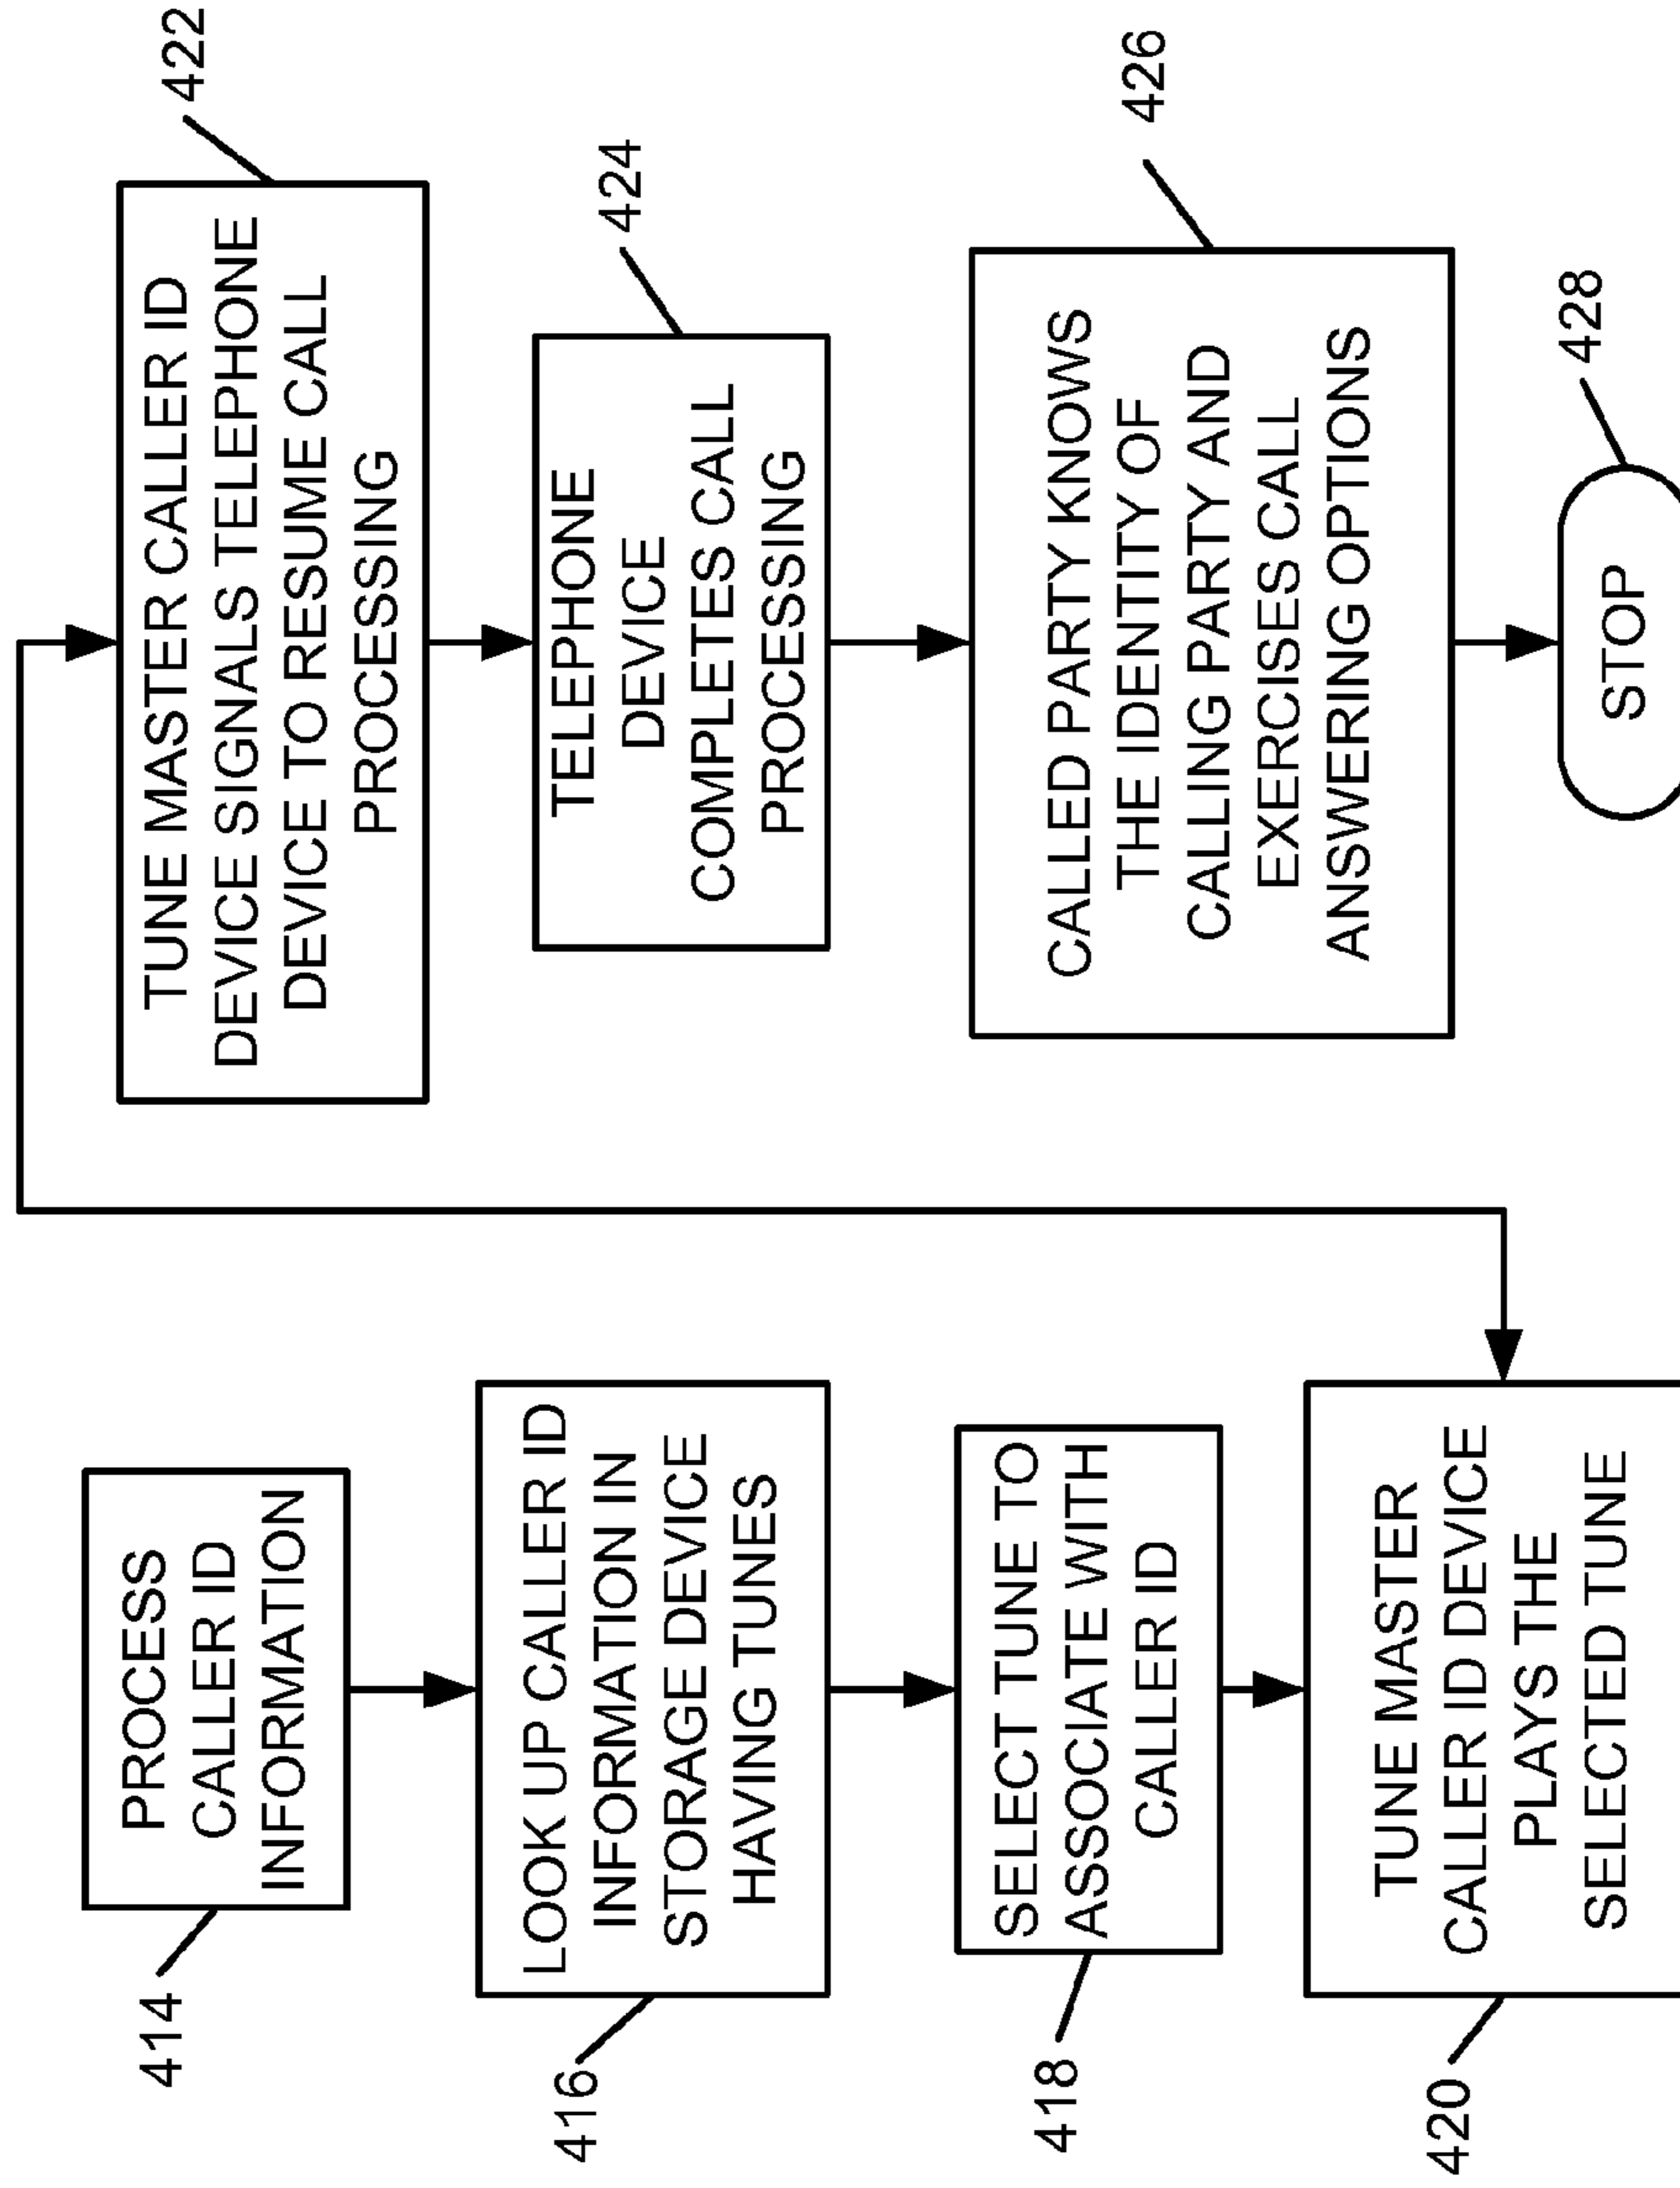 414
PROCESS
CALLER ID
INFORMATION
416
LOOK UP CALLER ID
INFORMATION IN
STORAGE DEVICE
HAVING TUNES
418
SELECT TUNE TO
ASSOCIATE WITH
CALLER ID
420
TUNE MASTER
CALLER ID DEVICE
PLAYS THE
SELECTED TUNE
422
TUNE MASTER CALLER ID
DEVICE SIGNALS TELEPHONE
DEVICE TO RESUME CALL
PROCESSING
424
TELEPHONE
DEVICE
COMPLETES CALL
PROCESSING
426
CALLED PARTY KNOWS
THE IDENTITY OF
CALLING PARTY AND
EXERCISES CALL
ANSWERING OPTIONS
428
STOP